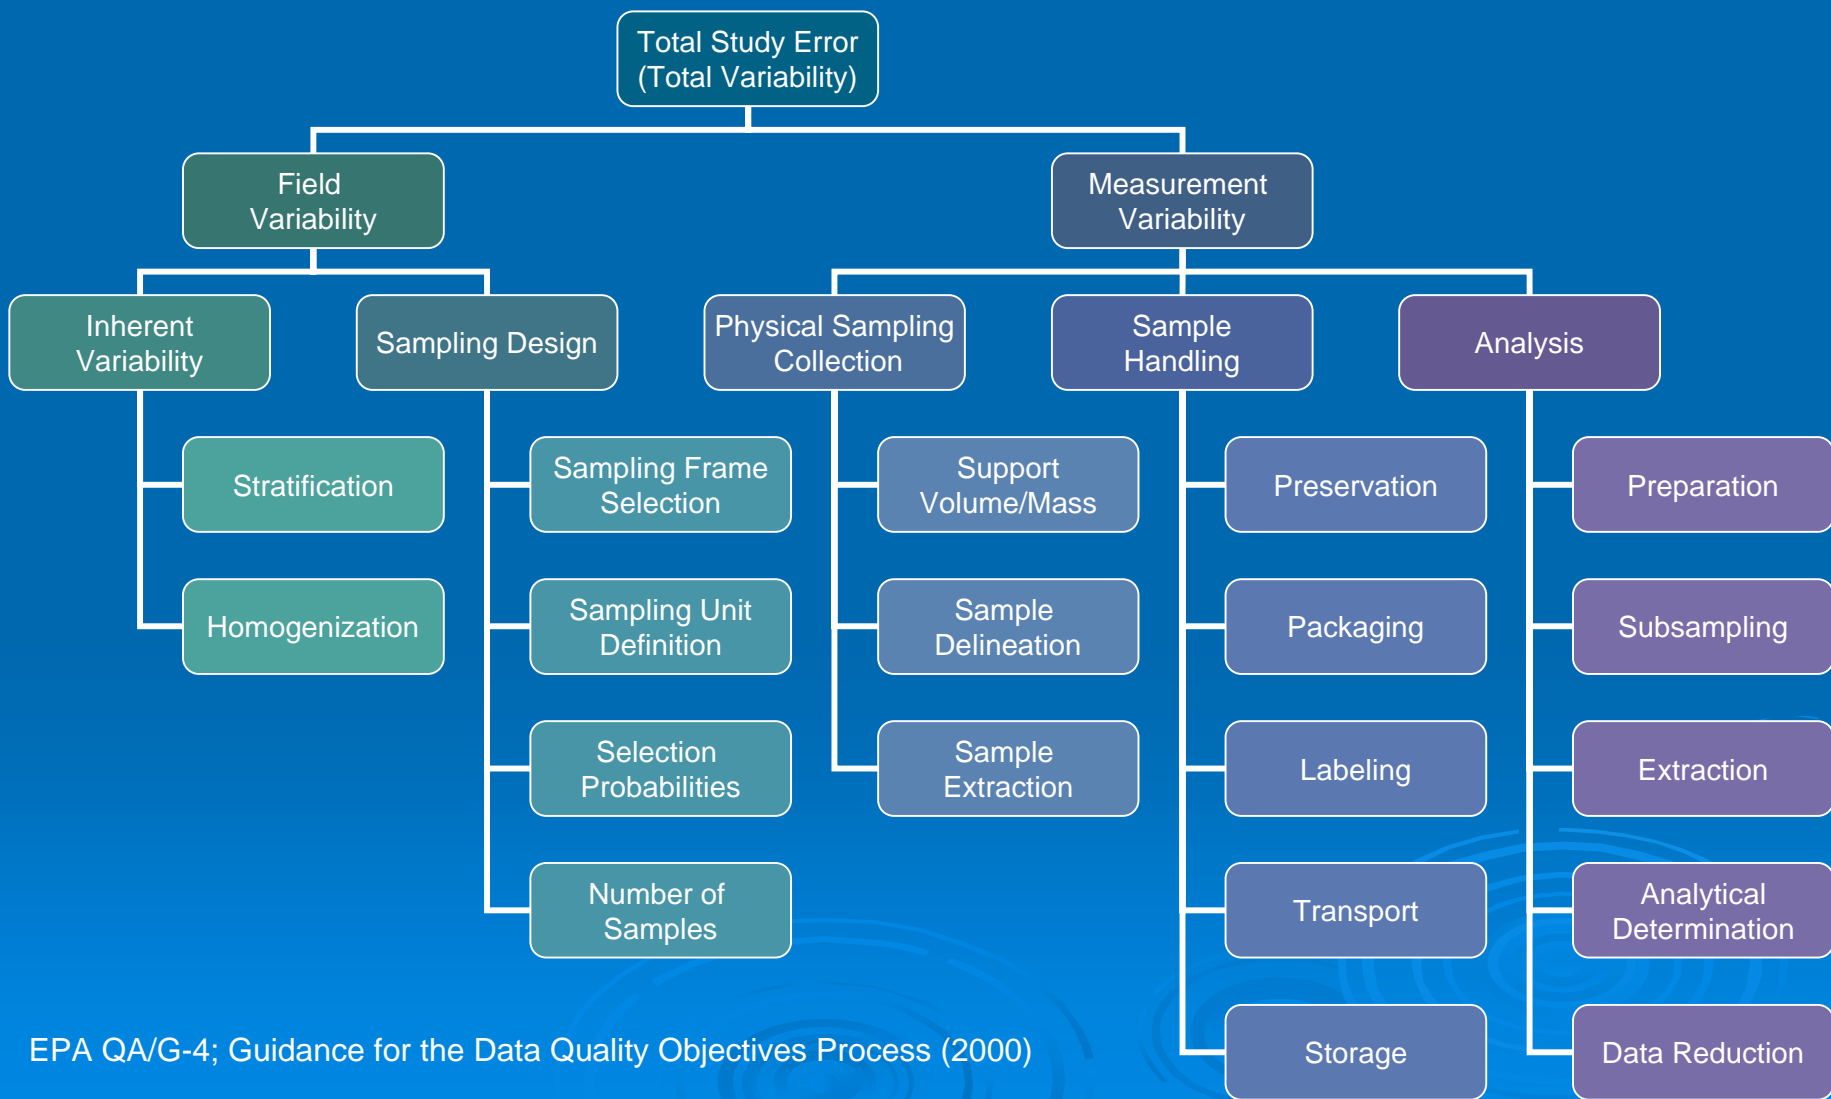 Total Study Error
(Total Variability)
Field
Variability
Measurement
Variability
Inherent
Variability
Sampling Design
Physical Sampling
Collection
Sample
Handling
Analysis
Stratification
Homogenization
Sampling Frame
Selection
Sampling Unit
Definition
Selection
Probabilities
Number of
Samples
Support
Volume/Mass
Sample
Delineation
Sample
Extraction
Preservation
Packaging
Labeling
Transport
Storage
Preparation
Subsampling
Extraction
Analytical
Determination
Data Reduction
EPA QA/G-4; Guidance for the Data Quality Objectives Process (2000)